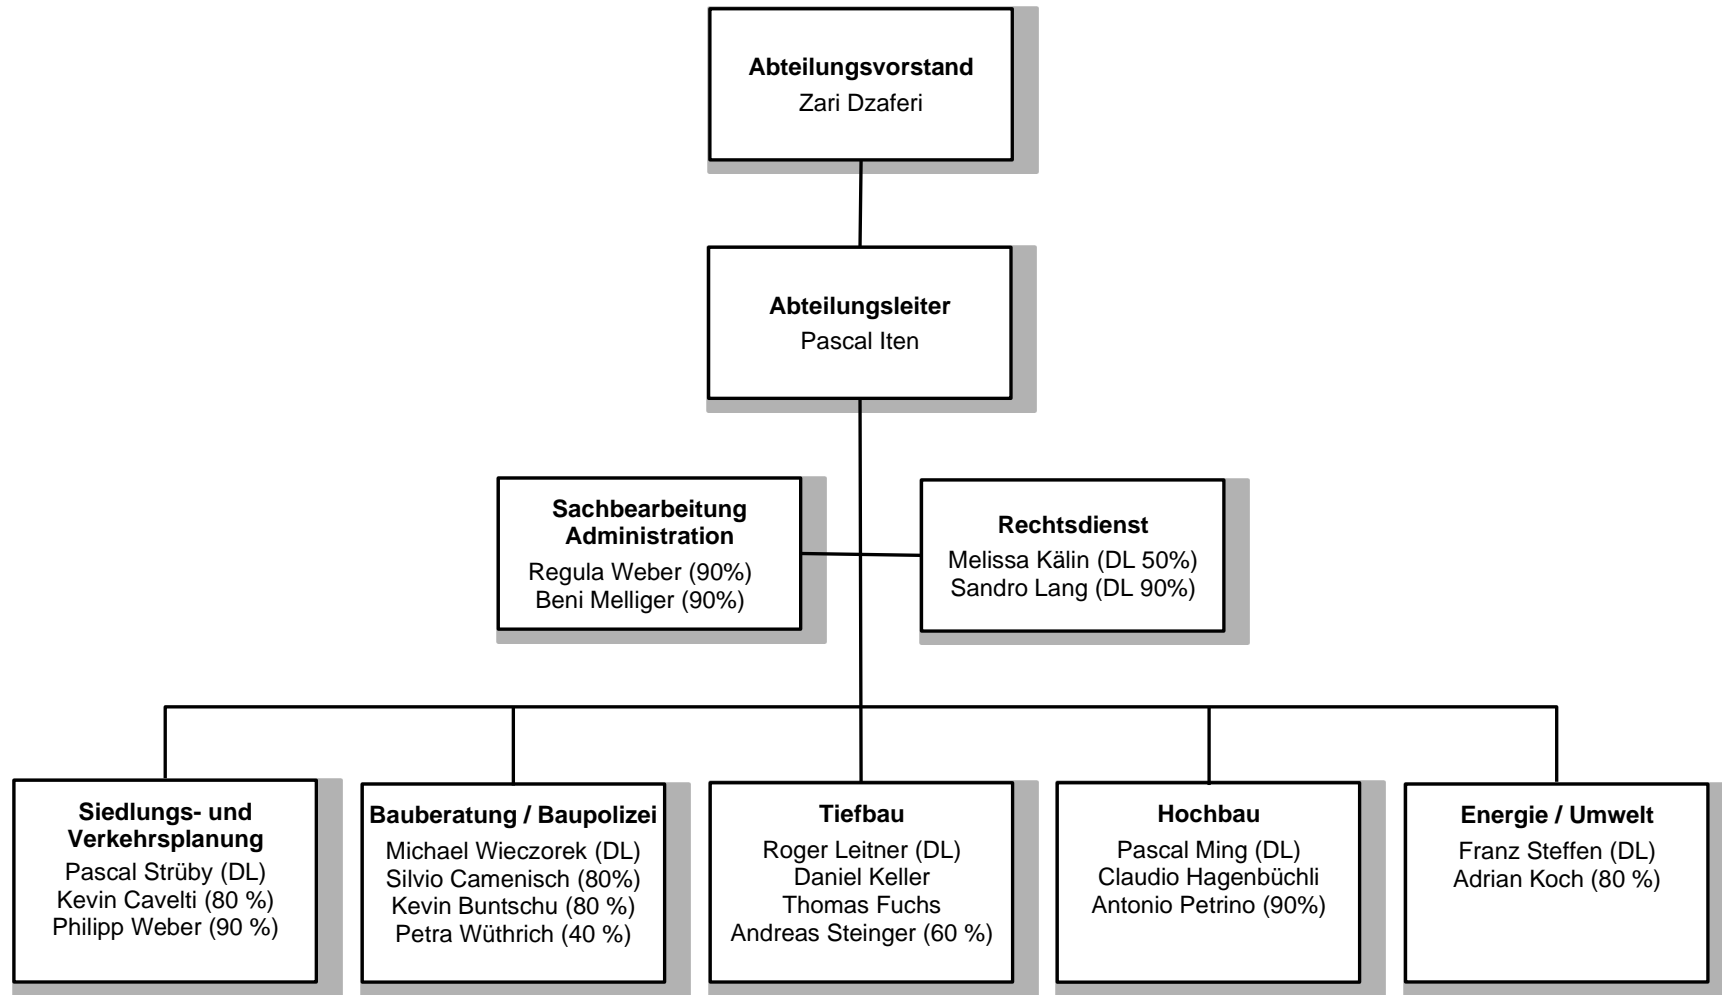 Abteilungsvorstand
Zari Dzaferi
Abteilungsleiter
Pascal Iten
Sachbearbeitung
Administration
Regula Weber (90%)
Beni Melliger (90%)
Rechtsdienst
Melissa Kälin (DL 50%)
Sandro Lang (DL 90%)
Siedlungs- und
Verkehrsplanung
Pascal Strüby (DL)
Kevin Cavelti (80 %)
Philipp Weber (90 %)
Bauberatung / Baupolizei
Michael Wieczorek (DL)
Silvio Camenisch (80%)
Kevin Buntschu (80 %)
Petra Wüthrich (40 %)
Tiefbau
Roger Leitner (DL)
Daniel Keller
Thomas Fuchs
Andreas Steinger (60 %)
Hochbau
Pascal Ming (DL)
Claudio Hagenbüchli
Antonio Petrino (90%)
Energie / Umwelt
Franz Steffen (DL)
Adrian Koch (80 %)